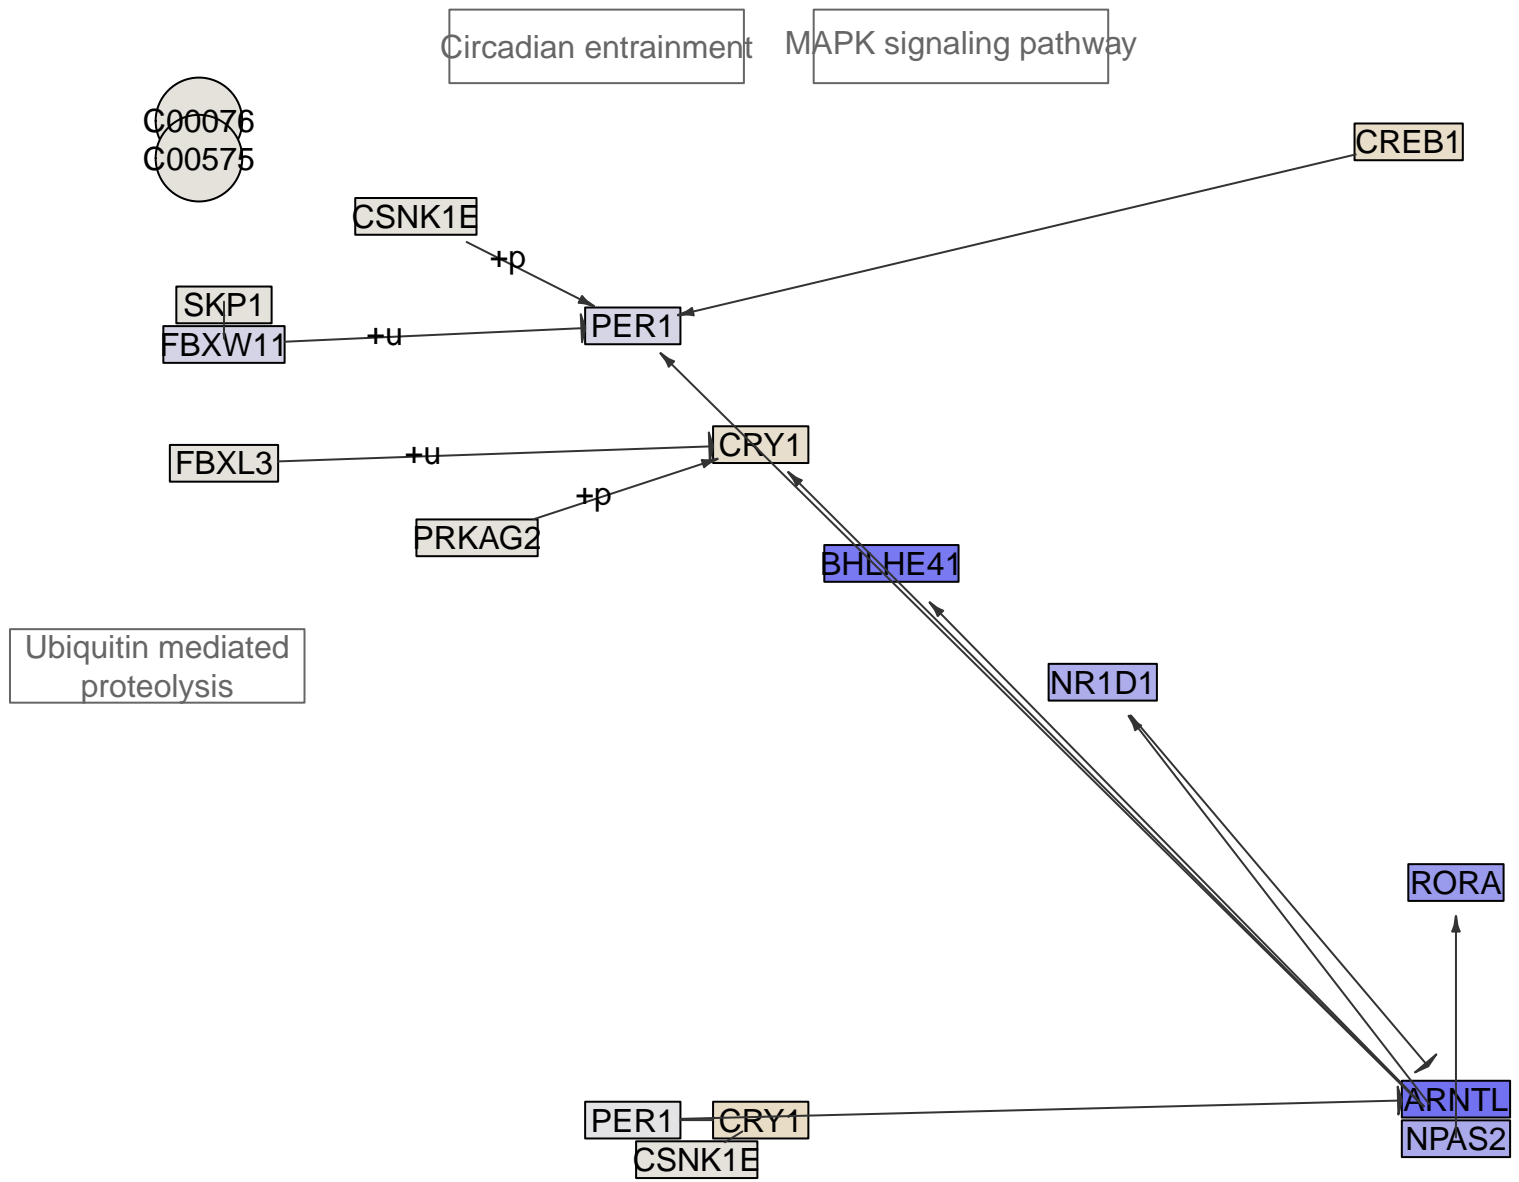 Circadian entrainment
MAPK signaling pathway
C00076
C00575
CREB1
CSNK1E
+p
SKP1
FBXW11
+u
PER1
FBXL3
+u
CRY1
+p
PRKAG2
BHLHE41
Ubiquitin mediated
proteolysis
NR1D1
RORA
ARNTL
NPAS2
PER1
CRY1
CSNK1E